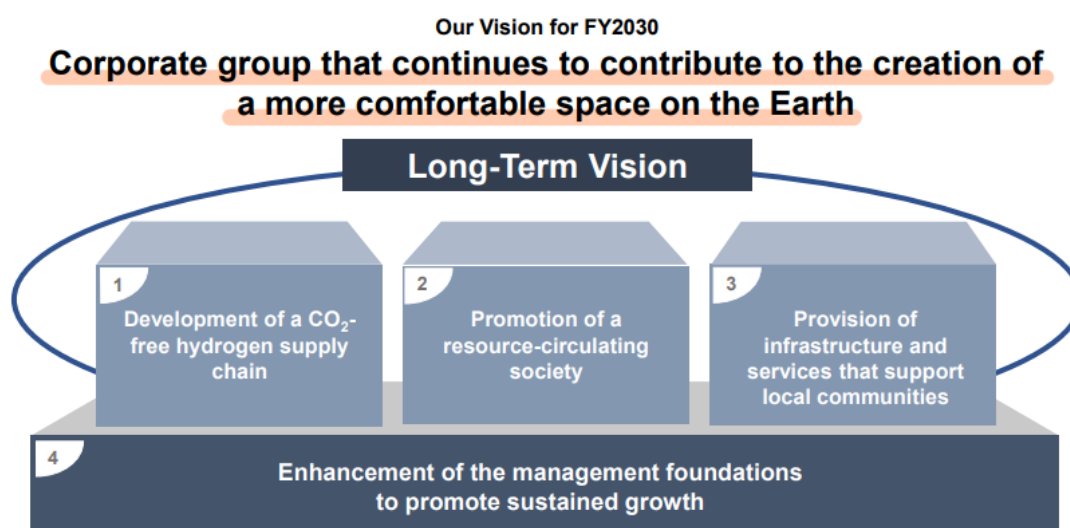 Our Vision for FY2030
Corporate group that continues to contribute to the creation of
a more comfortable space on the Earth
Long-Term Vision
1
Development of a CO₂-
free hydrogen supply
chain
2
Promotion of a
resource-circulating
society
3
Provision of
infrastructure and
services that support
local communities
4
Enhancement of the management foundations
to promote sustained growth